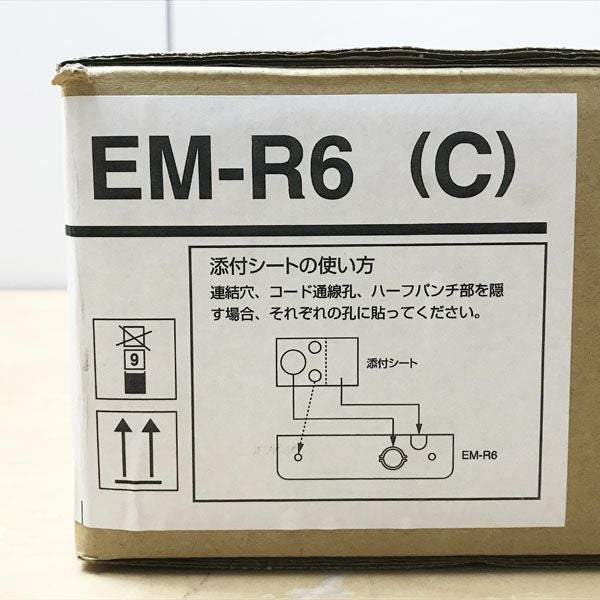 EM-R6 (C)
添付シートの使い方
連結穴、コード通線孔、ハーフパンチ部を隠
す場合、それぞれの孔に貼ってください。
添付シート
9
EM-R6